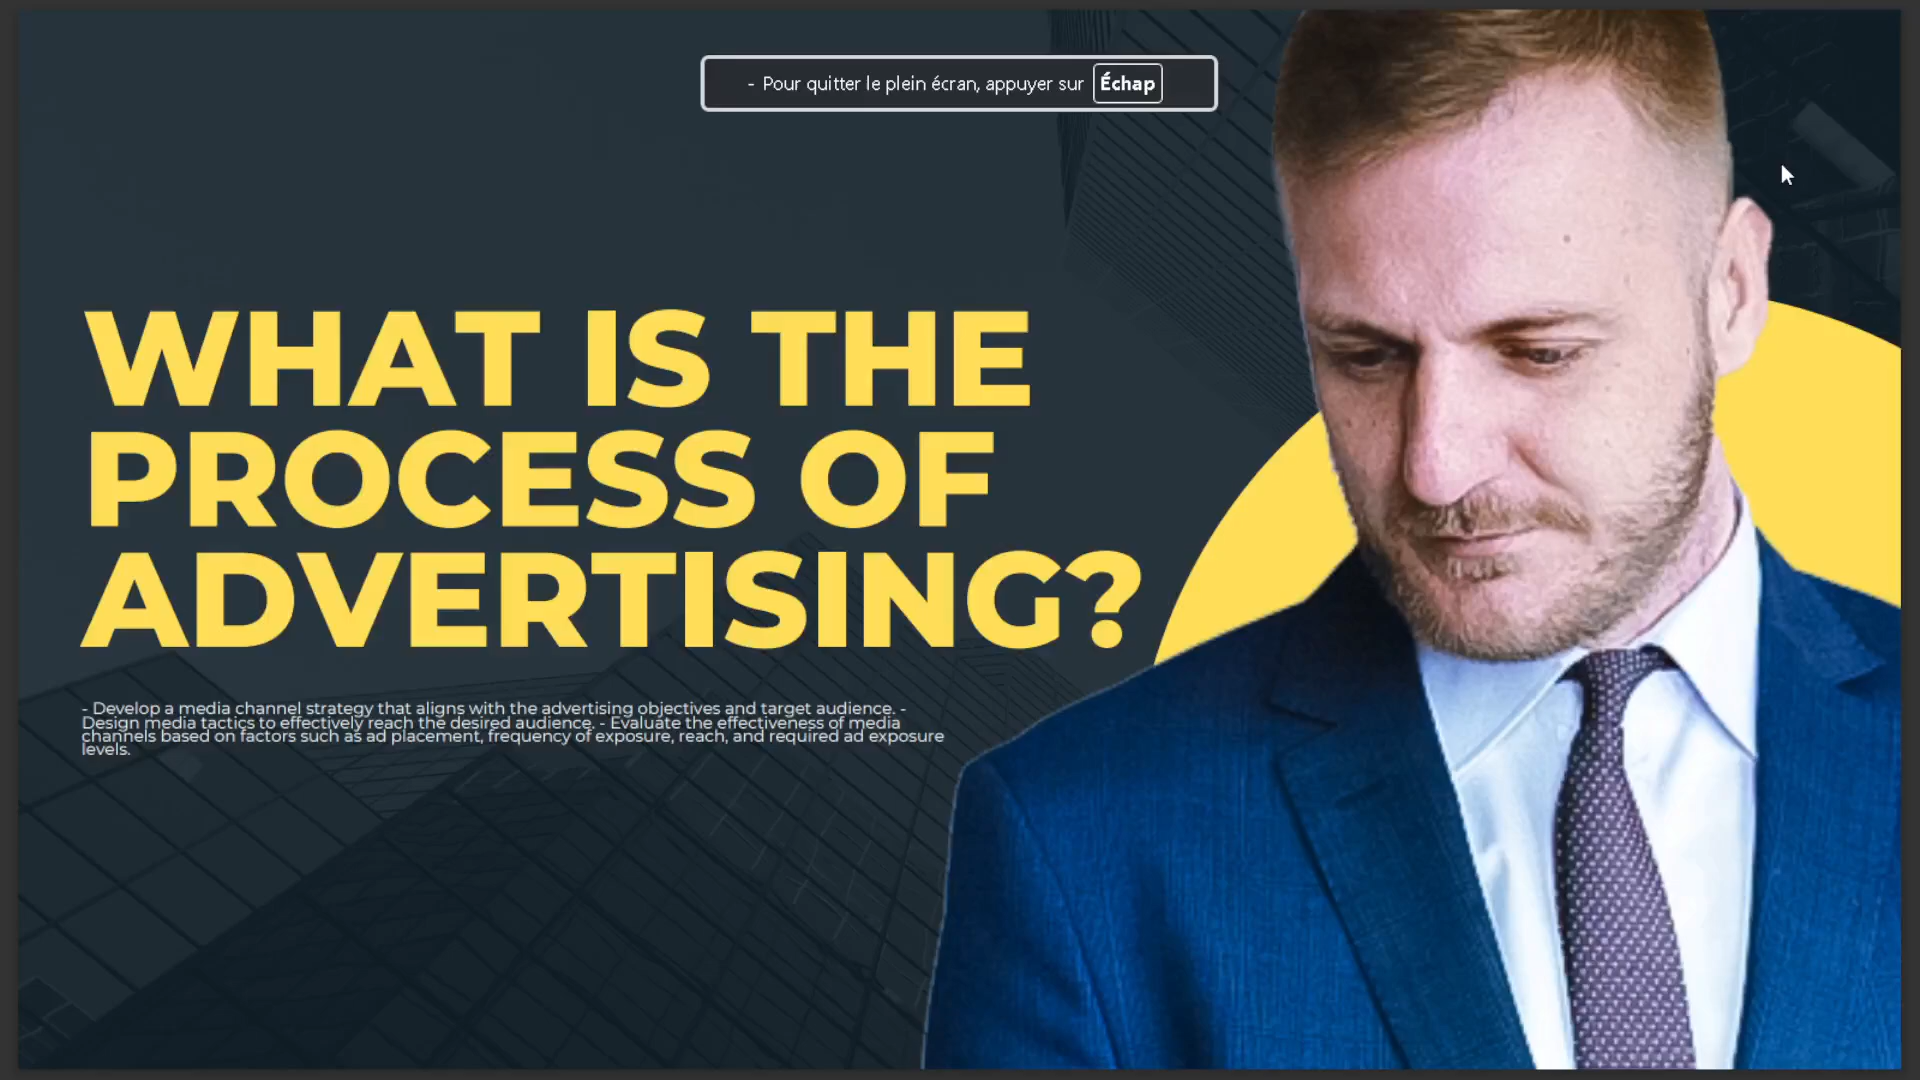 - Pour quitter le plein écran, appuyer sur Échap
WHAT IS THE
PROCESS OF
ADVERTISING?
- Develop a media channel strategy that aligns with the advertising objectives and target audience. -
Design media tactics to effectively reach the desired audience. - Evaluate the effectiveness of media
channels based on factors such as ad placement, frequency of exposure, reach, and required ad exposure
levels.